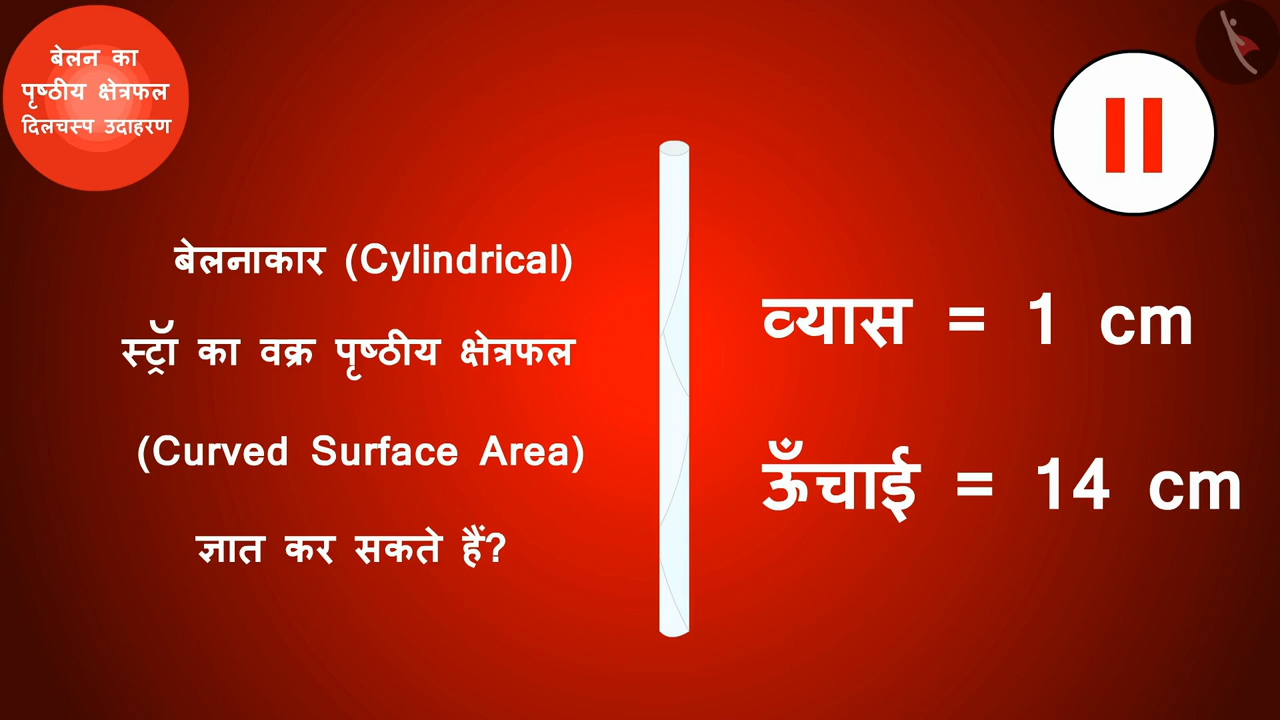 बेलन का
पृष्ठीय क्षेत्रफल
दिलचस्प उदाहरण
बेलनाकार (Cylindrical)
स्ट्रॉ का वक्र पृष्ठीय क्षेत्रफल
(Curved Surface Area)
ज्ञात कर सकते हैं?
व्यास = 1 cm
ऊँचाई = 14 cm